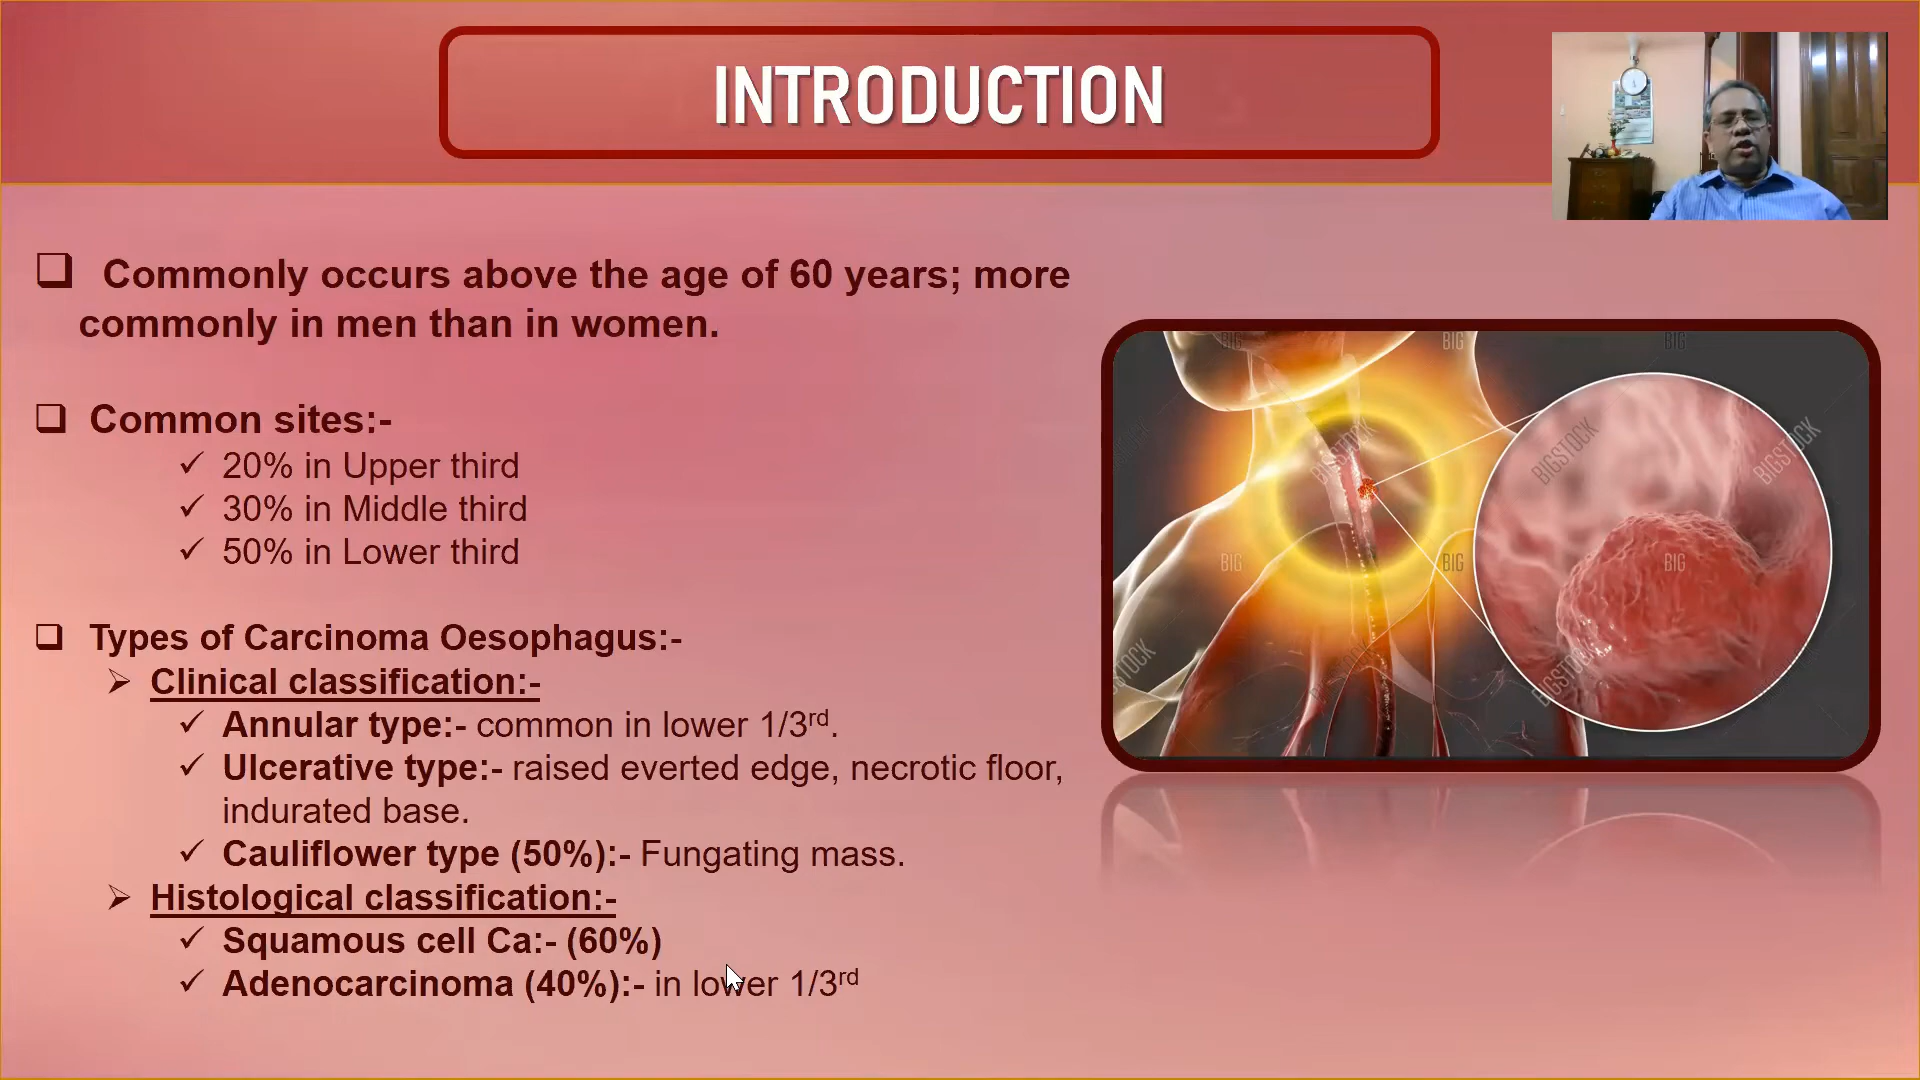 INTRODUCTION
Commonly occurs above the age of 60 years; more
commonly in men than in women.
Common sites:-
20% in Upper third
30% in Middle third
50% in Lower third
Types of Carcinoma Oesophagus:-
Clinical classification:-
Annular type:- common in lower 1/3rd.
Ulcerative type:- raised everted edge, necrotic floor,
indurated base.
Cauliflower type (50%):- Fungating mass.
Histological classification:-
Squamous cell Ca:- (60%)
Adenocarcinoma (40%):- in lower 1/3rd
BIG
BIG
BIG
BIGSTOCK
BIGSTOCK
BIGSTOCK
BIG
BIG
BIG
BIGSTOCK
BIGSTOCK
BIGSTOCK